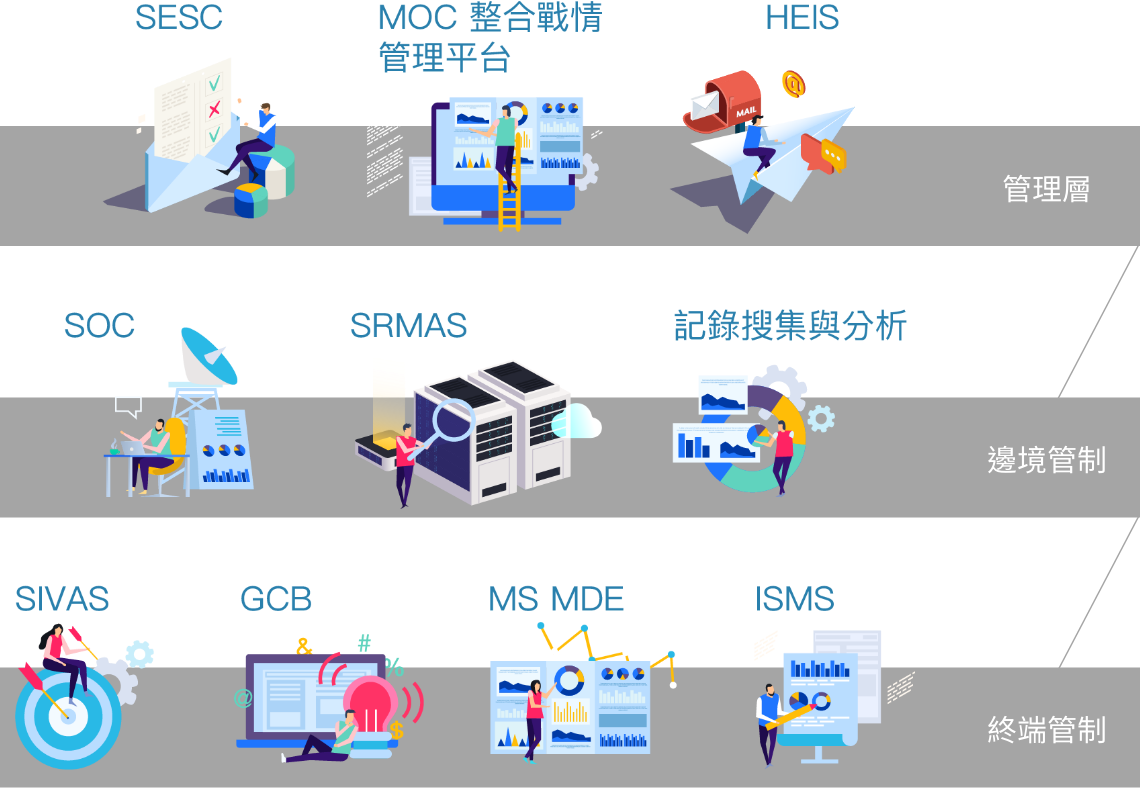 SESC
MOC 整合戰情
管理平台
HEIS
MAIL
@
管理層
SOC
SRMAS
記錄搜集與分析
邊境管制
SIVAS
GCB
MS MDE
ISMS
&
#
%
@
$
終端管制